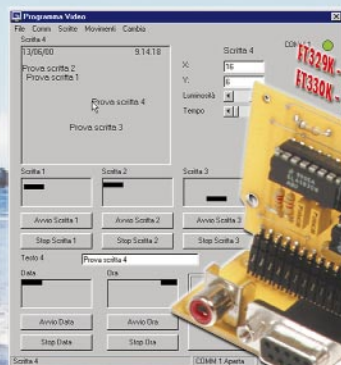 Programma Video
File Comm Scritte Movimenti Cambia
Scritta 4
13/06/00 9.14.18
Prova scritta 2
Prova scritta 1
Prova scritta 4
Prova scritta 3
Scritta 4
X: 16
Y: 6
Luminosità
Tempo
FT329K -
FT330K -
Scritta 1 Scritta 2 Scritta 3
Avvio Scritta 1 Avvio Scritta 2 Avvio Scritta 3
Stop Scritta 1 Stop Scritta 2 Stop Scritta 3
Testo 4 Prova scritta 4
Data Ora
Avvio Data Avvio Ora
Stop Data Stop Ora
Scritta 4 COMM 1 Aperta